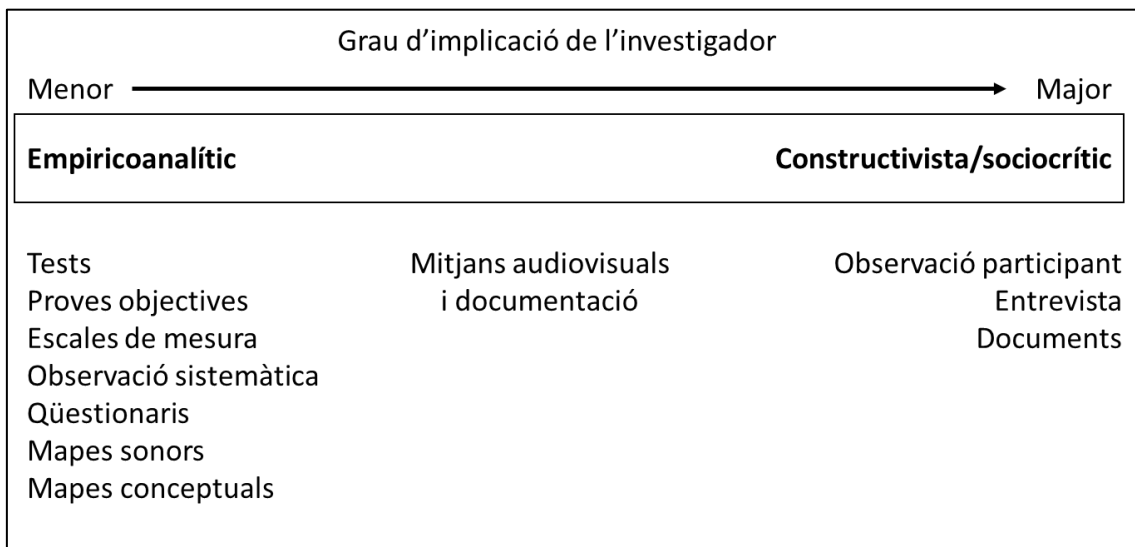 Grau d’implicació de l’investigador
Menor Major
Empiricoanalític Constructivista/sociocrític
Tests Mitjans audiovisuals Observació participant
Proves objectives i documentació Entrevista
Escales de mesura Documents
Observació sistemàtica
Qüestionaris
Mapes sonors
Mapes conceptuals